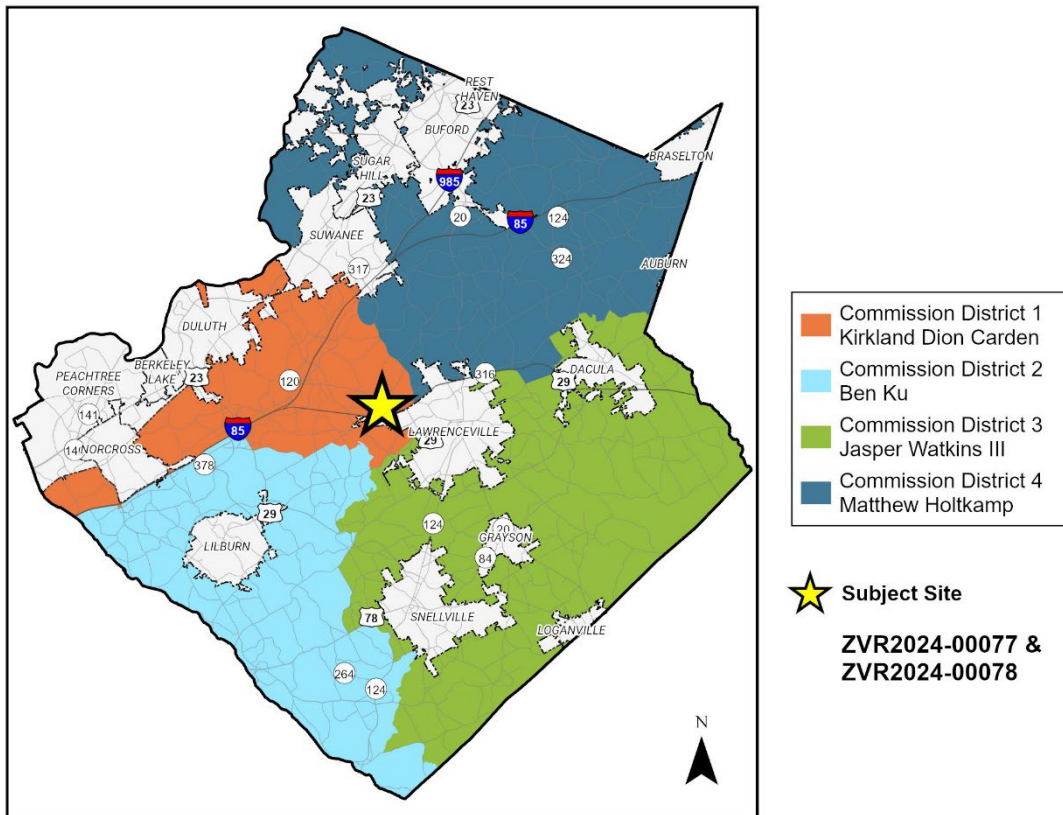 REST
HAVEN
23
BUFORD
BRASELTON
SUGAR
HILL
985
23
20
85
124
SUWANEE
324
317
AUBURN
DULUTH
BERKELEY
LAKE
23
PEACHTREE
CORNERS
120
316
DACULA
29
141
85
LAWRENCEVILLE
29
14
NORCROSS
378
29
LILBURN
124
20
GRAYSON
84
78
SNELLVILLE
LOGANVILLE
264
124
N
Commission District 1
Kirkland Dion Carden
Commission District 2
Ben Ku
Commission District 3
Jasper Watkins III
Commission District 4
Matthew Holtkamp
Subject Site
ZVR2024-00077 &
ZVR2024-00078